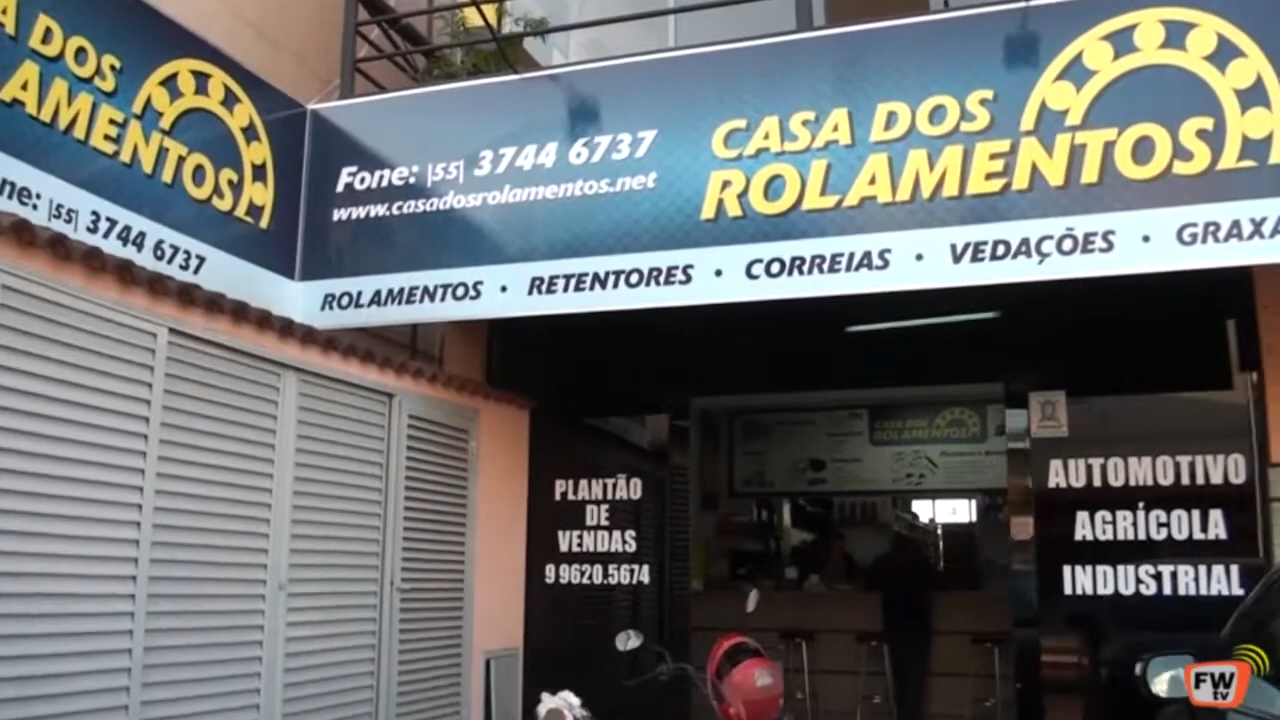 A DOS
AMENTOS
ne: |55| 3744 6737
Fone: |55| 3744 6737
www.casadosrolamentos.net
CASA DOS
ROLAMENTOS
ROLAMENTOS • RETENTORES • CORREIAS • VEDAÇÕES • GRAXA
CASA DOS
ROLAMENTOS
PLANTÃO
DE
VENDAS
9 9620.5674
AUTOMOTIVO
AGRÍCOLA
INDUSTRIAL
FW
tv